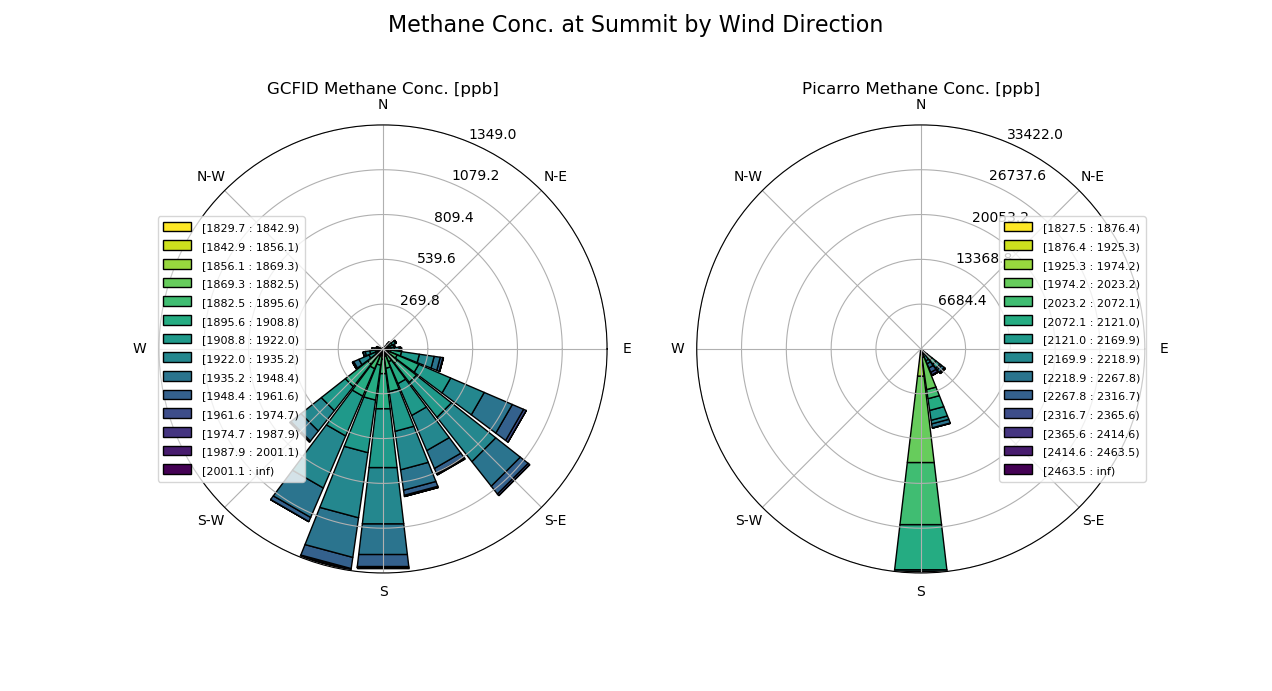 Methane Conc. at Summit by Wind Direction
GCFID Methane Conc. [ppb]
N
1349.0
1079.2
809.4
539.6
269.8
N-W
N-E
W
E
S-W
S-E
S
[1829.7 : 1842.9)
[1842.9 : 1856.1)
[1856.1 : 1869.3)
[1869.3 : 1882.5)
[1882.5 : 1895.6)
[1895.6 : 1908.8)
[1908.8 : 1922.0)
[1922.0 : 1935.2)
[1935.2 : 1948.4)
[1948.4 : 1961.6)
[1961.6 : 1974.7)
[1974.7 : 1987.9)
[1987.9 : 2001.1)
[2001.1 : inf)
Picarro Methane Conc. [ppb]
N
33422.0
26737.6
20053.2
13368
6684.4
N-W
N-E
W
E
S-W
S-E
S
[1827.5 : 1876.4)
[1876.4 : 1925.3)
[1925.3 : 1974.2)
[1974.2 : 2023.2)
[2023.2 : 2072.1)
[2072.1 : 2121.0)
[2121.0 : 2169.9)
[2169.9 : 2218.9)
[2218.9 : 2267.8)
[2267.8 : 2316.7)
[2316.7 : 2365.6)
[2365.6 : 2414.6)
[2414.6 : 2463.5)
[2463.5 : inf)